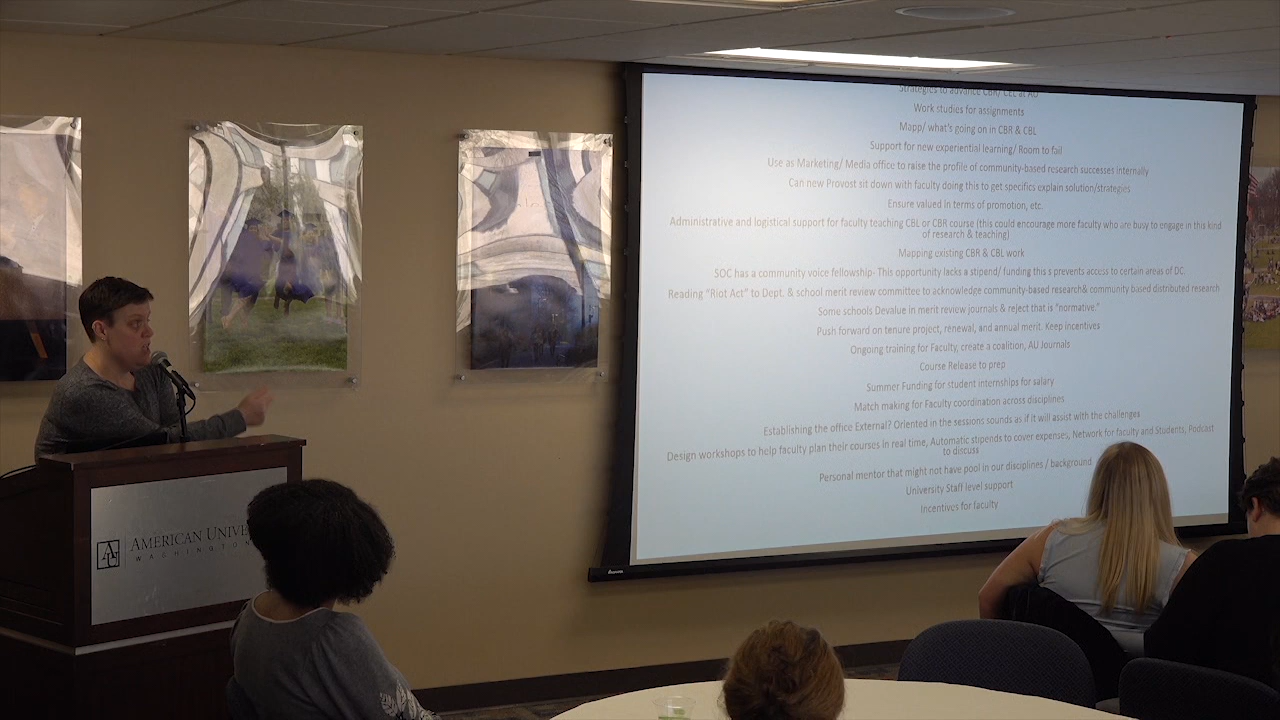 Strategies to advance CBR/ CEL at AU
Work studies for assignments
Mapp/ what's going on in CBR & CBL
Support for new experiential learning/ Room to fail
Use as Marketing/ Media office to raise the profile of community-based research successes internally
Can new Provost sit down with faculty doing this to get specifics explain solution/strategies
Ensure valued in terms of promotion, etc.
Administrative and logistical support for faculty teaching CBL or CBR course (this could encourage more faculty who are busy to engage in this kind
of research & teaching)
Mapping existing CBR & CBL work
SOC has a community voice fellowship- This opportunity lacks a stipend/ funding this s prevents access to certain areas of DC.
Reading "Riot Act" to Dept. & school merit review committee to acknowledge community-based research& community based distributed research
Some schools Devalue in merit review journals & reject that is "normative."
Push forward on tenure project, renewal, and annual merit. Keep incentives
Ongoing training for Faculty, create a coalition, AU Journals
Course Release to prep
Summer Funding for student internships for salary
Match making for Faculty coordination across disciplines
Establishing the office External? Oriented in the sessions sounds as if it will assist with the challenges
Design workshops to help faculty plan their courses in real time, Automatic stipends to cover expenses, Network for faculty and Students, Podcast
to discuss
Personal mentor that might not have pool in our disciplines / background
University Staff level support
Incentives for faculty
AU
AMERICAN UNIVE
WASHINGTON